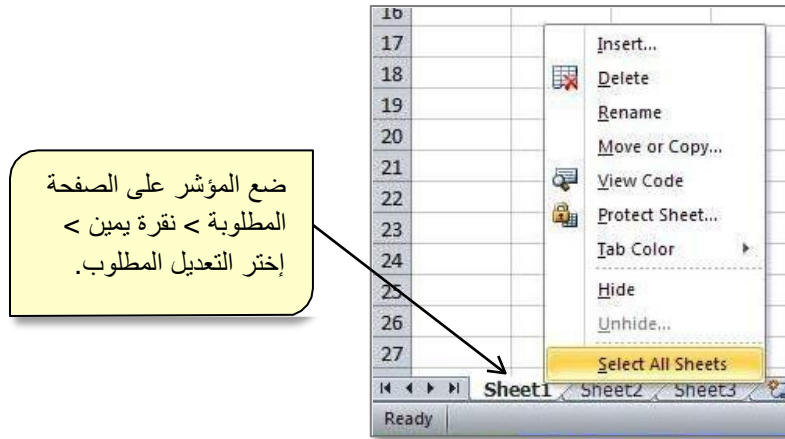 ضع المؤشر على الصفحة
المطلوبة > نقرة يمين >
إختر التعديل المطلوب.
16
17
18
19
20
21
22
23
24
25
26
27
Insert...
Delete
Rename
Move or Copy...
View Code
Protect Sheet...
Tab Color
Hide
Unhide...
Select All Sheets
Sheet1 Sheet2 Sheet3
Ready